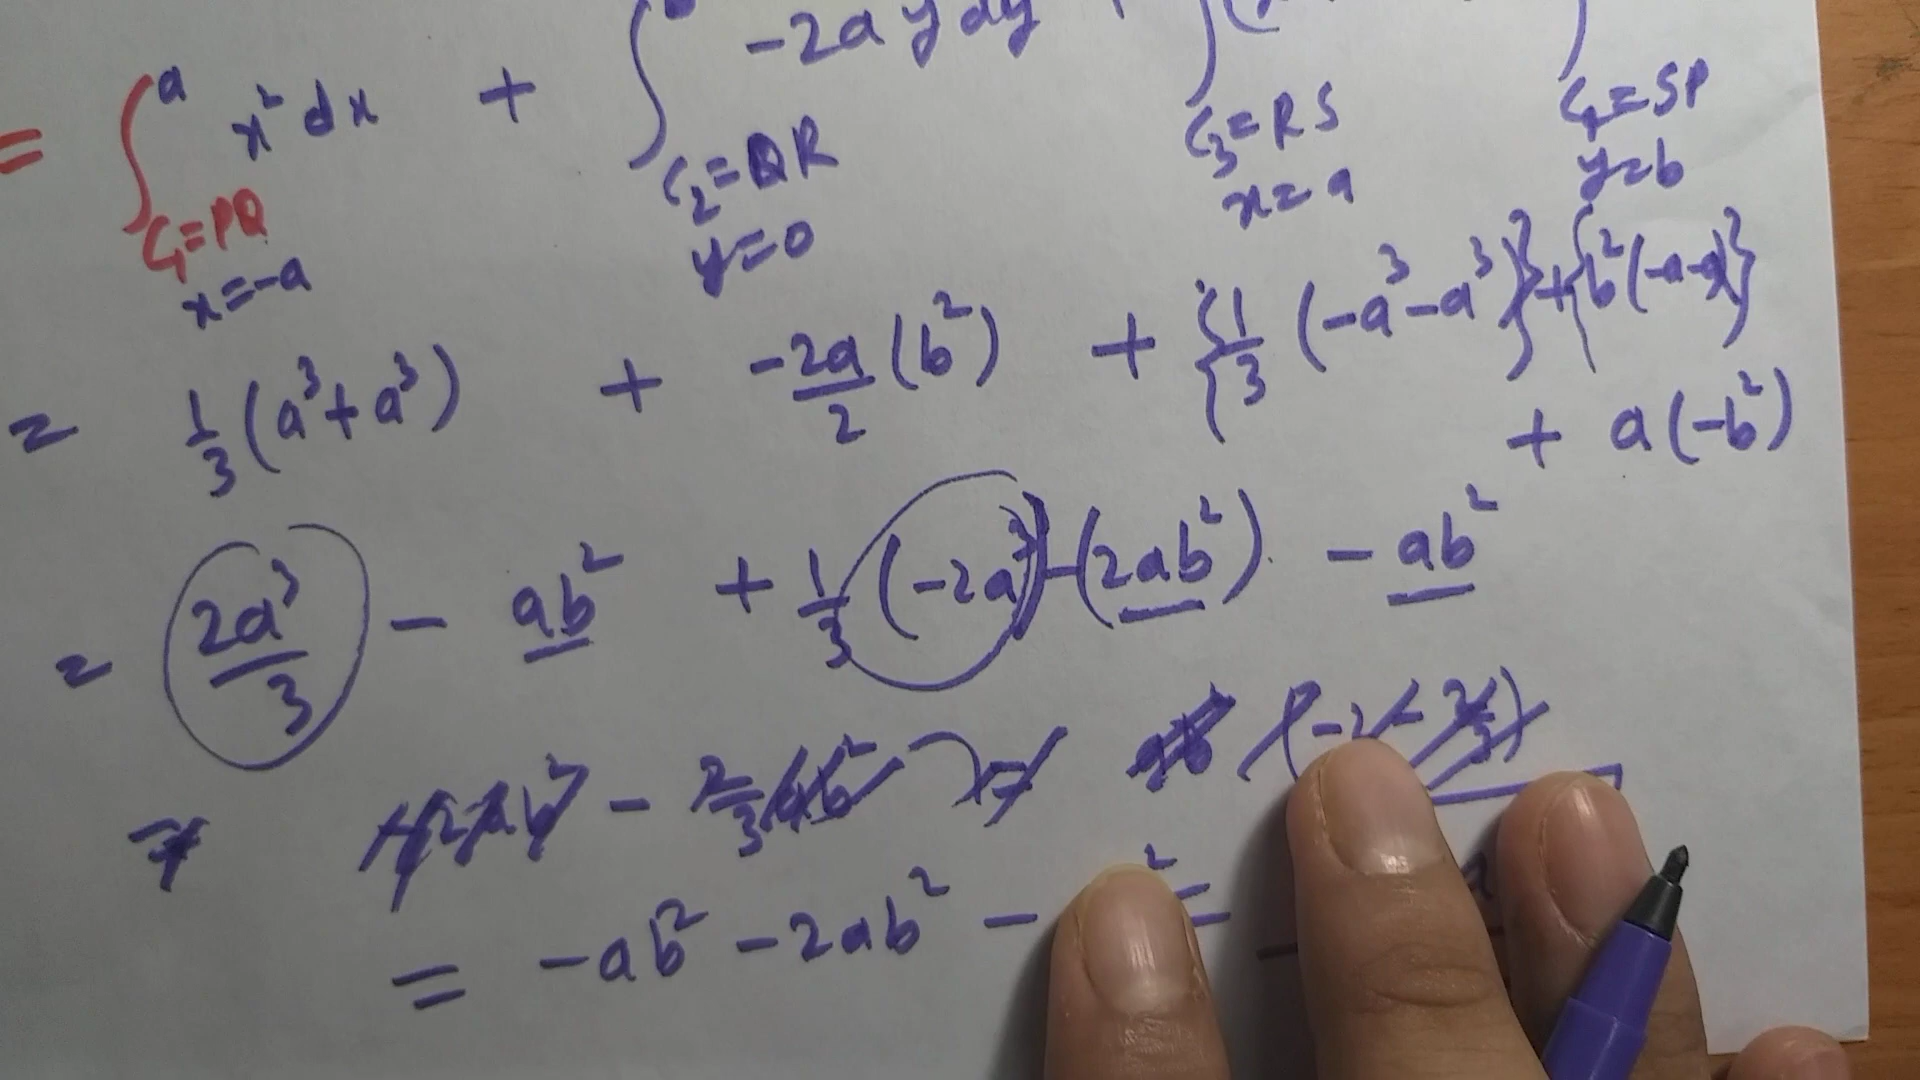 = ∫ᵃ x² dx + ∫ -2a y dy
C₁=PQ C₂=QR C₃=RS C₄=SP
x=-a y=0 x=a y=b
= 1/3 (a³+a³) + -2a/2 (b²) + {1/3 (-a³-a³)} + {b²(-a-a)}
+ a(-b²)
= 2a³/3 - ab² + 1/3 (-2a³) - (2ab²) - ab²
= -ab² - 2ab² -